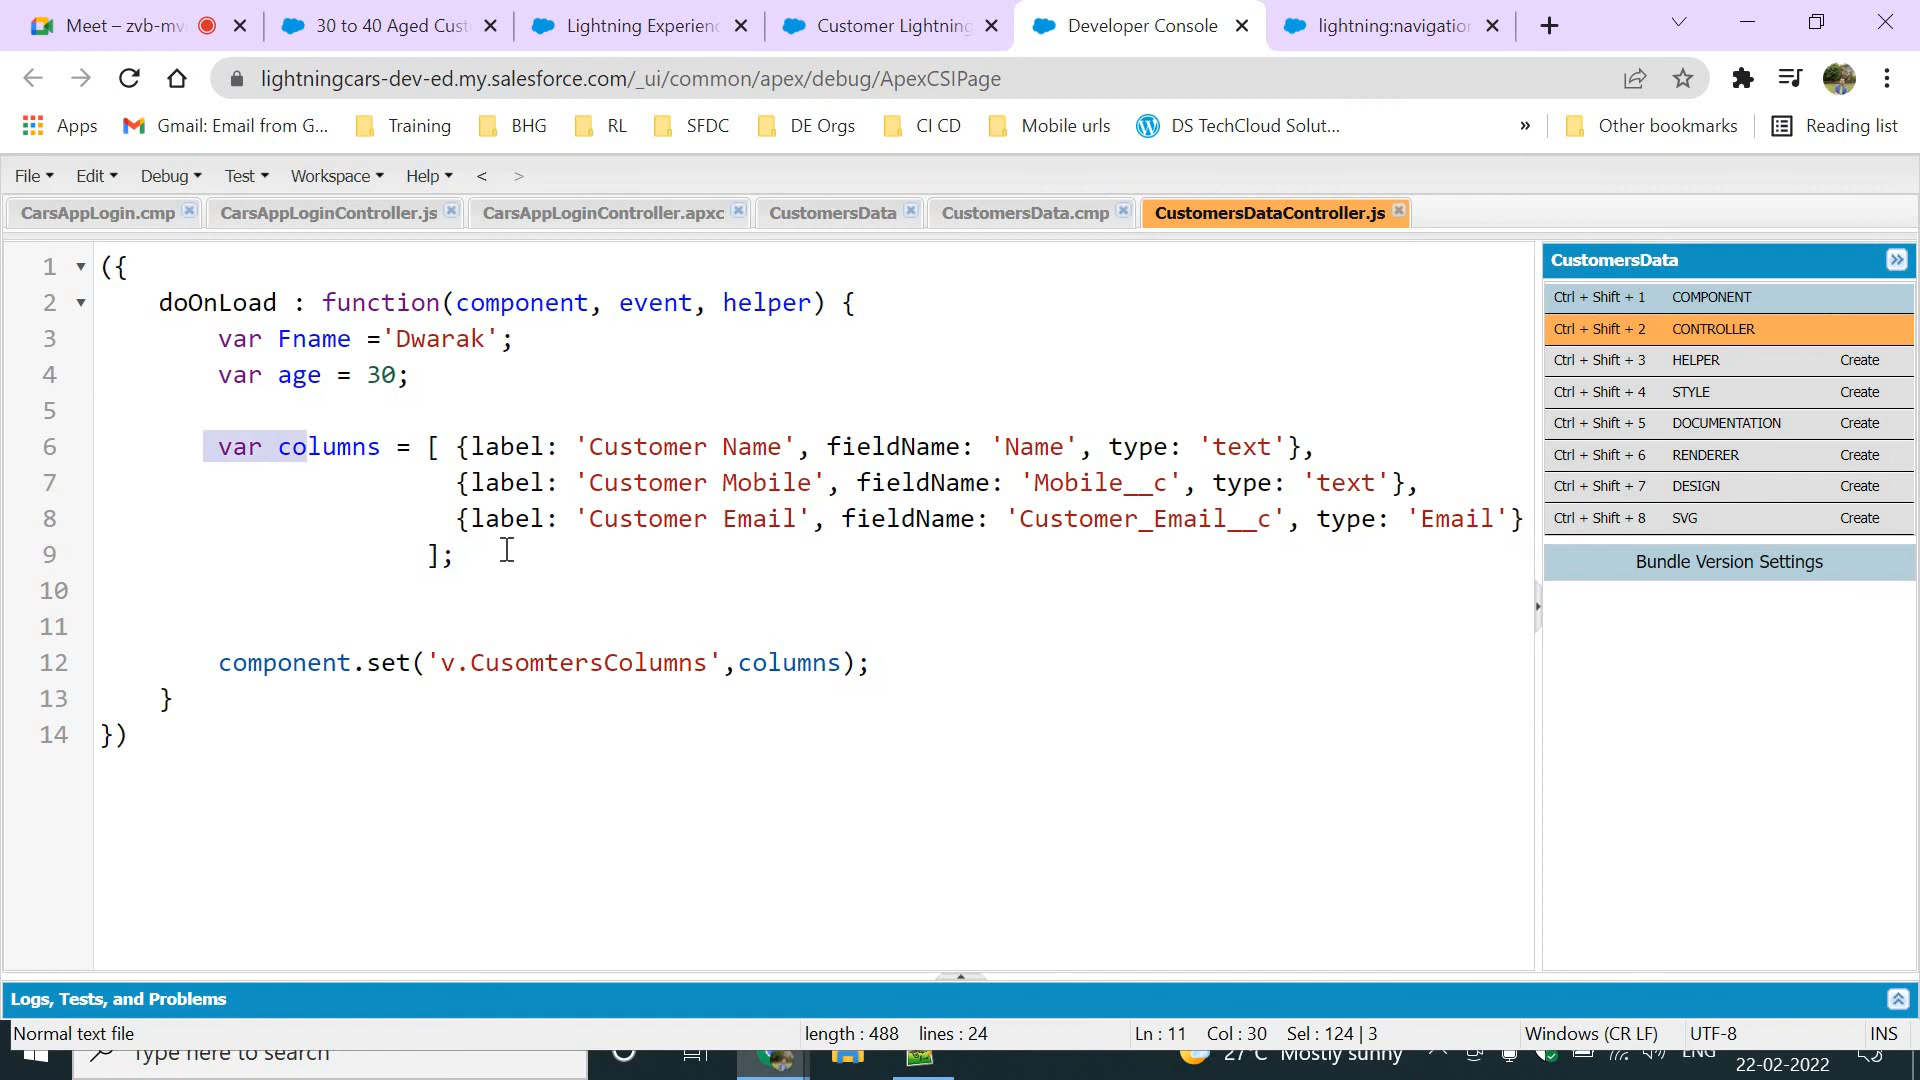 Meet – zvb-mv
30 to 40 Aged Cust
Lightning Experienc
Customer Lightning
Developer Console
lightning:navigation
lightningcars-dev-ed.my.salesforce.com/_ui/common/apex/debug/ApexCSIPage
Apps
Gmail: Email from G...
Training
BHG
RL
SFDC
DE Orgs
CI CD
Mobile urls
DS TechCloud Solut...
»
Other bookmarks
Reading list
File
Edit
Debug
Test
Workspace
Help
<
>
CarsAppLogin.cmp
CarsAppLoginController.js
CarsAppLoginController.apxc
CustomersData
CustomersData.cmp
CustomersDataController.js
1 ({
2 doOnLoad : function(component, event, helper) {
3 var Fname ='Dwarak';
4 var age = 30;
5
6 var columns = [ {label: 'Customer Name', fieldName: 'Name', type: 'text'},
7 {label: 'Customer Mobile', fieldName: 'Mobile__c', type: 'text'},
8 {label: 'Customer Email', fieldName: 'Customer_Email__c', type: 'Email'}
9 ];
10
11
12 component.set('v.CusomtersColumns',columns);
13 }
14 })
CustomersData
Ctrl + Shift + 1 COMPONENT
Ctrl + Shift + 2 CONTROLLER
Ctrl + Shift + 3 HELPER Create
Ctrl + Shift + 4 STYLE Create
Ctrl + Shift + 5 DOCUMENTATION Create
Ctrl + Shift + 6 RENDERER Create
Ctrl + Shift + 7 DESIGN Create
Ctrl + Shift + 8 SVG Create
Bundle Version Settings
Logs, Tests, and Problems
Normal text file
length : 488 lines : 24
Ln : 11 Col : 30 Sel : 124 | 3
Windows (CR LF)
UTF-8
INS
Type here to search
27°C Mostly sunny
ENG
22-02-2022